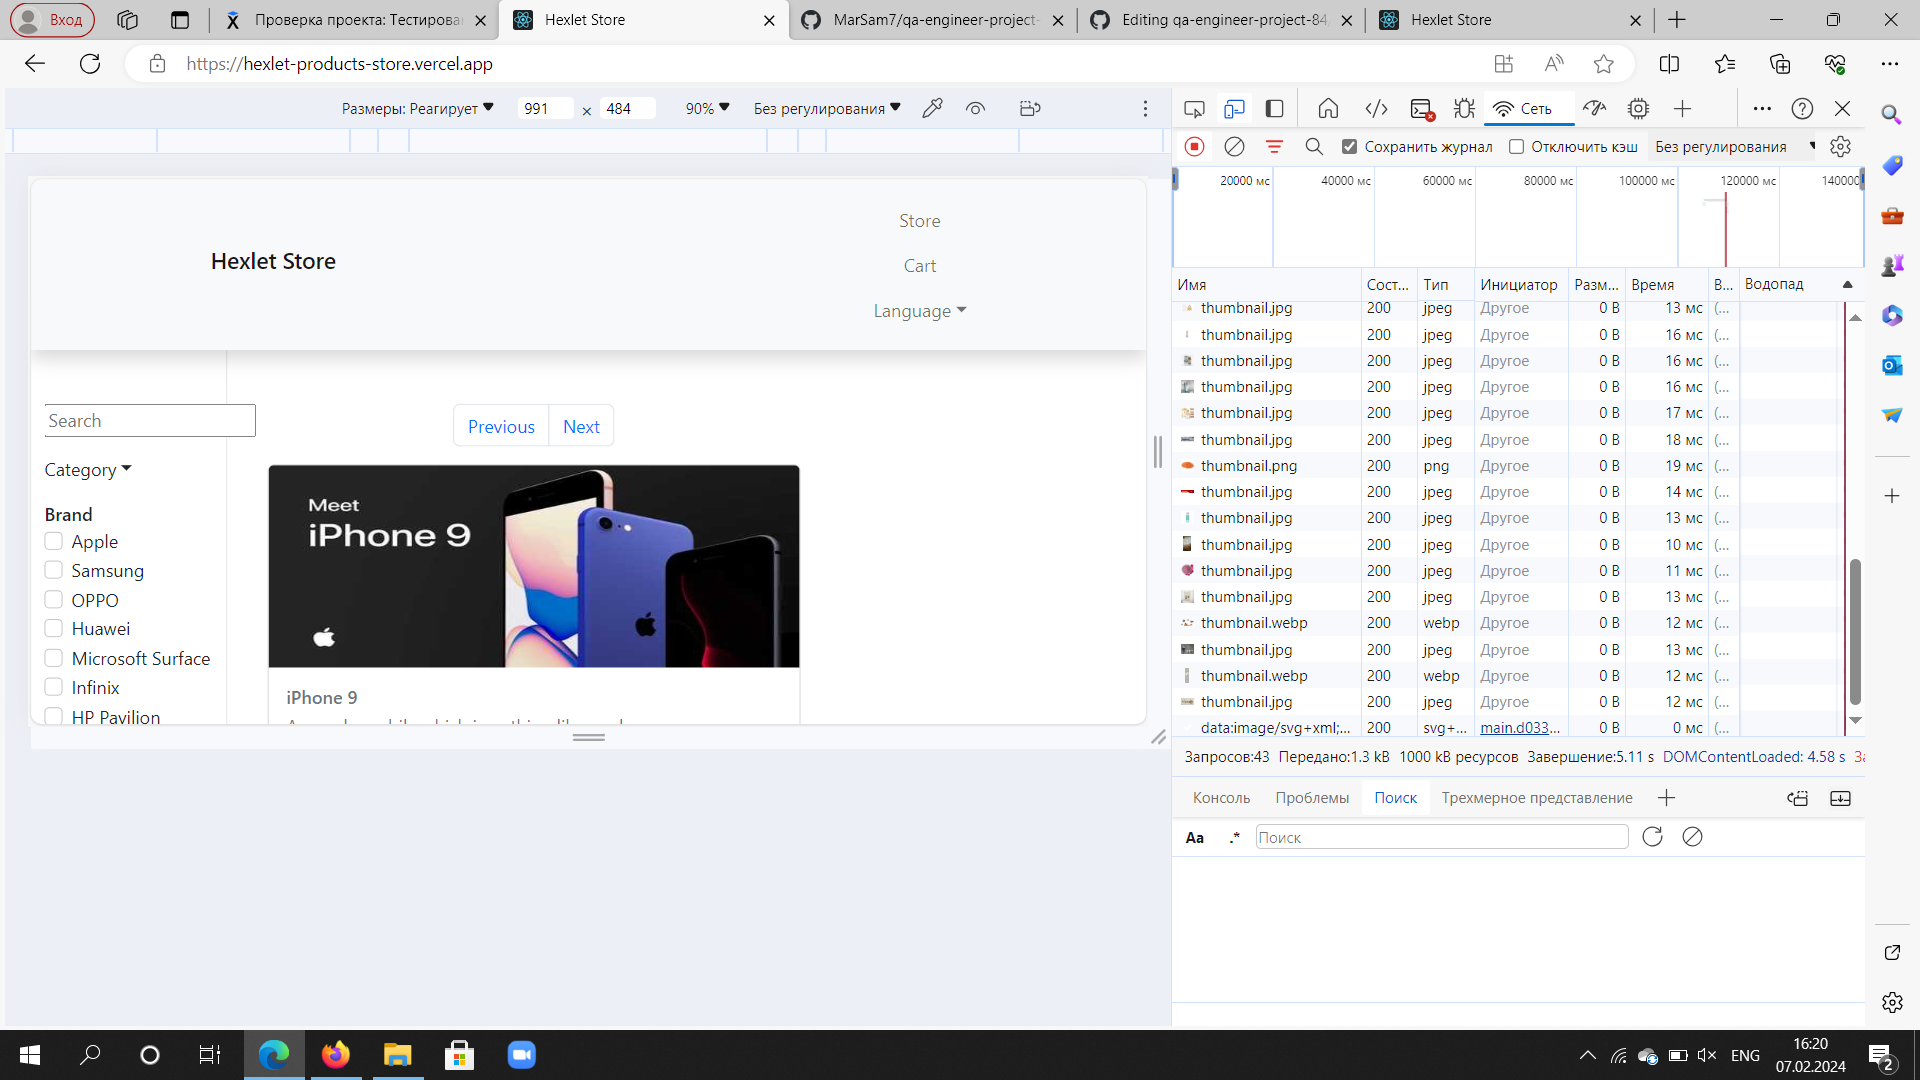 Вход
Проверка проекта: Тестирова
Hexlet Store
MarSam7/qa-engineer-project-
Editing qa-engineer-project-84
Hexlet Store
https://hexlet-products-store.vercel.app
Размеры: Реагирует
991 × 484
90%
Без регулирования
Store
Hexlet Store
Cart
Language
Search
Previous
Next
Category
Brand
Apple
Samsung
OPPO
Huawei
Microsoft Surface
Infinix
HP Pavilion
Meet
iPhone 9
iPhone 9
Сеть
Сохранить журнал
Отключить кэш
Без регулирования
20000 мс 40000 мс 60000 мс 80000 мс 100000 мс 120000 мс 140000
Имя Сост... Тип Инициатор Разм... Время В... Водопад
thumbnail.jpg 200 jpeg Другое 0 B 13 мс (...
thumbnail.jpg 200 jpeg Другое 0 B 16 мс (...
thumbnail.jpg 200 jpeg Другое 0 B 16 мс (...
thumbnail.jpg 200 jpeg Другое 0 B 16 мс (...
thumbnail.jpg 200 jpeg Другое 0 B 17 мс (...
thumbnail.jpg 200 jpeg Другое 0 B 18 мс (...
thumbnail.png 200 png Другое 0 B 19 мс (...
thumbnail.jpg 200 jpeg Другое 0 B 14 мс (...
thumbnail.jpg 200 jpeg Другое 0 B 13 мс (...
thumbnail.jpg 200 jpeg Другое 0 B 10 мс (...
thumbnail.jpg 200 jpeg Другое 0 B 11 мс (...
thumbnail.jpg 200 jpeg Другое 0 B 13 мс (...
thumbnail.webp 200 webp Другое 0 B 12 мс (...
thumbnail.jpg 200 jpeg Другое 0 B 13 мс (...
thumbnail.webp 200 webp Другое 0 B 12 мс (...
thumbnail.jpg 200 jpeg Другое 0 B 12 мс (...
data:image/svg+xml;... 200 svg+... main.d033... 0 B 0 мс (...
Запросов:43 Передано:1.3 kB 1000 kB ресурсов Завершение:5.11 s DOMContentLoaded: 4.58 s За
Консоль Проблемы Поиск Трехмерное представление
Aa .* Поиск
ENG
16:20
07.02.2024
2